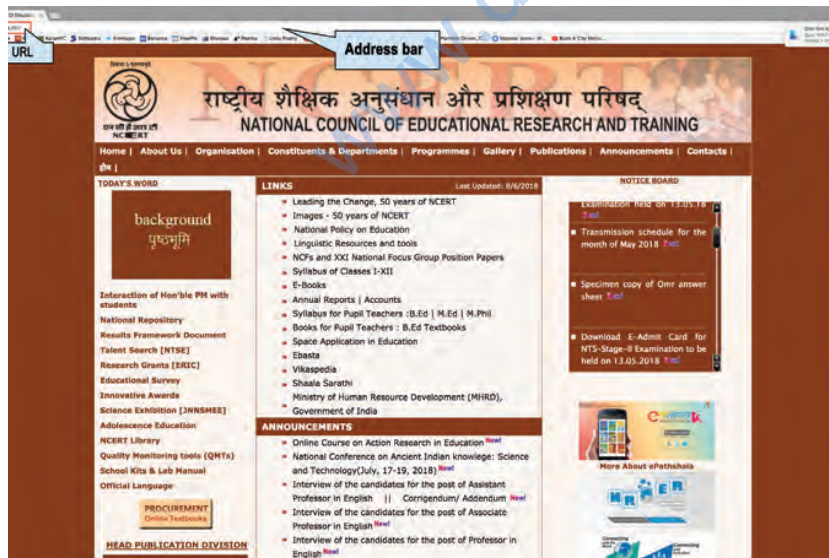 URL
Address bar
एन सी ई आर टी
NCERT
राष्ट्रीय शैक्षिक अनुसंधान और प्रशिक्षण परिषद्
NATIONAL COUNCIL OF EDUCATIONAL RESEARCH AND TRAINING
Home | About Us | Organisation | Constituents & Departments | Programmes | Gallery | Publications | Announcements | Contacts |
होम |
TODAY'S WORD
background
पृष्ठभूमि
Interaction of Hon'ble PM with
students
National Repository
Results Framework Document
Talent Search [NTSE]
Research Grants [ERIC]
Educational Survey
Innovative Awards
Science Exhibition [JNNSMEE]
Adolescence Education
NCERT Library
Quality Monitoring tools (QMTs)
School Kits & Lab Manual
Official Language
PROCUREMENT
Online Textbooks
HEAD PUBLICATION DIVISION
LINKS
Last Updated: 8/6/2018
Leading the Change, 50 years of NCERT
Images - 50 years of NCERT
National Policy on Education
Linguistic Resources and tools
NCFs and XXI National Focus Group Position Papers
Syllabus of Classes I-XII
E-Books
Annual Reports | Accounts
Syllabus for Pupil Teachers :B.Ed | M.Ed | M.Phil
Books for Pupil Teachers : B.Ed Textbooks
Space Application in Education
Ebasta
Vikaspedia
Shaala Sarathi
Ministry of Human Resource Development (MHRD),
Government of India
ANNOUNCEMENTS
Online Course on Action Research in Education New!
National Conference on Ancient Indian knowlege: Science
and Technology(July, 17-19, 2018) New!
Interview of the candidates for the post of Assistant
Professor in English || Corrigendum/ Addendum New!
Interview of the candidates for the post of Associate
Professor in English New!
Interview of the candidates for the post of Professor in
English New!
NOTICE BOARD
Examination held on 13.05.18
New!
Transmission schedule for the
month of May 2018 New!
Specimen copy of Omr answer
sheet New!
Download E-Admit Card for
NTS-Stage-II Examination to be
held on 13.05.2018 New!
More About ePathshala
NROER